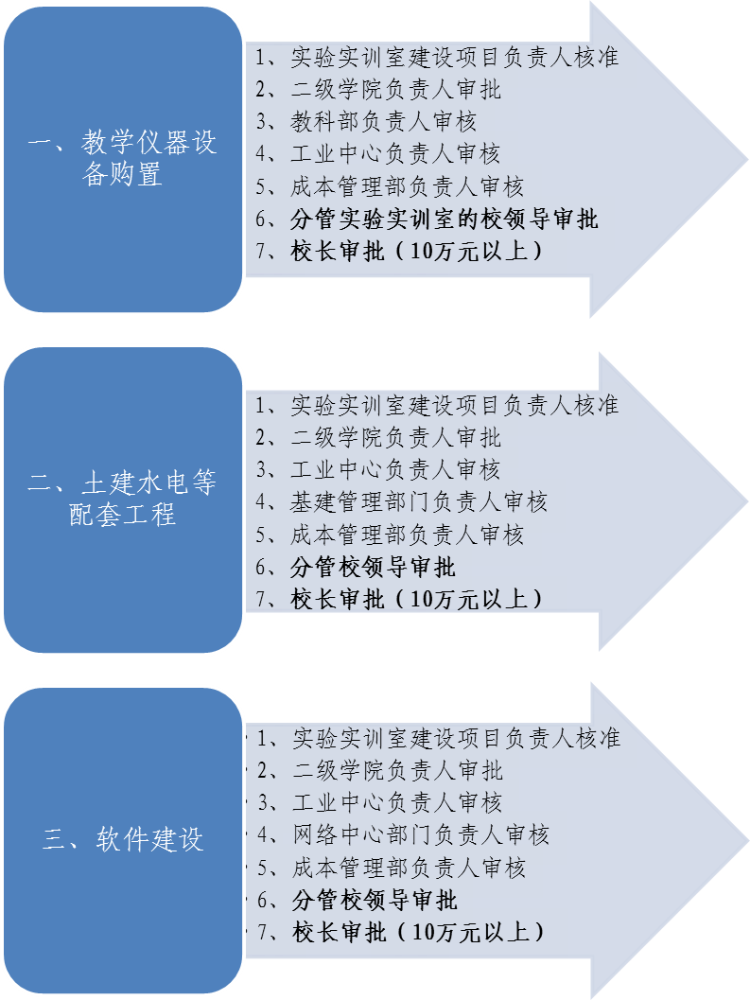 一、教学仪器设
备购置
1、实验实训室建设项目负责人核准
2、二级学院负责人审批
3、教科部负责人审核
4、工业中心负责人审核
5、成本管理部负责人审核
6、分管实验实训室的校领导审批
7、校长审批（10万元以上）
二、土建水电等
配套工程
1、实验实训室建设项目负责人核准
2、二级学院负责人审批
3、工业中心负责人审核
4、基建管理部门负责人审核
5、成本管理部负责人审核
6、分管校领导审批
7、校长审批（10万元以上）
三、软件建设
• 1、实验实训室建设项目负责人核准
• 2、二级学院负责人审批
• 3、工业中心负责人审核
• 4、网络中心部门负责人审核
• 5、成本管理部负责人审核
• 6、分管校领导审批
• 7、校长审批（10万元以上）